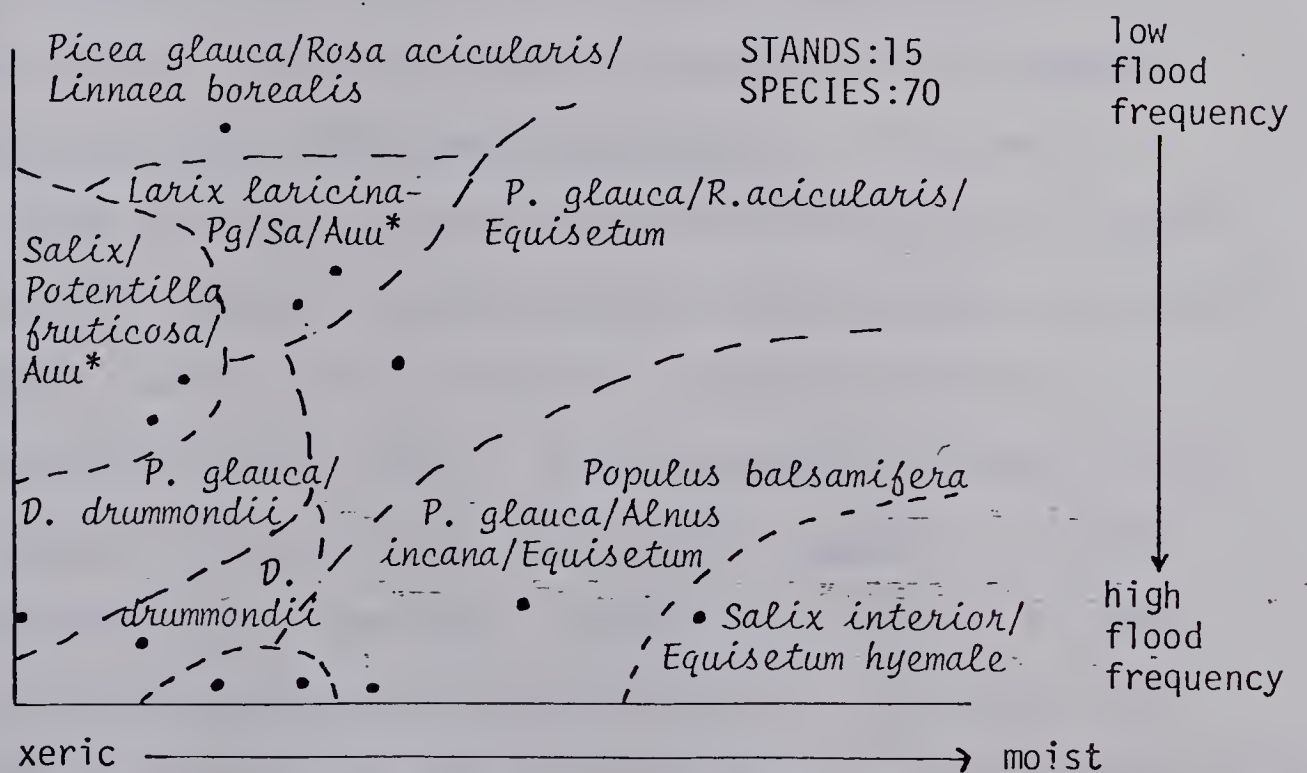 Picea glauca/Rosa acicularis/
Linnaea borealis
STANDS:15
SPECIES:70
low
flood
frequency
Larix laricina-
Pg/Sa/Auu*
P. glauca/R.acicularis/
Equisetum
Salix/
Potentilla
fruticosa/
Auu*
P. glauca/
D. drummondii
Populus balsamifera
P. glauca/Alnus
incana/Equisetum
D.
drummondii
Salix interior/
Equisetum hyemale
high
flood
frequency
xeric
moist